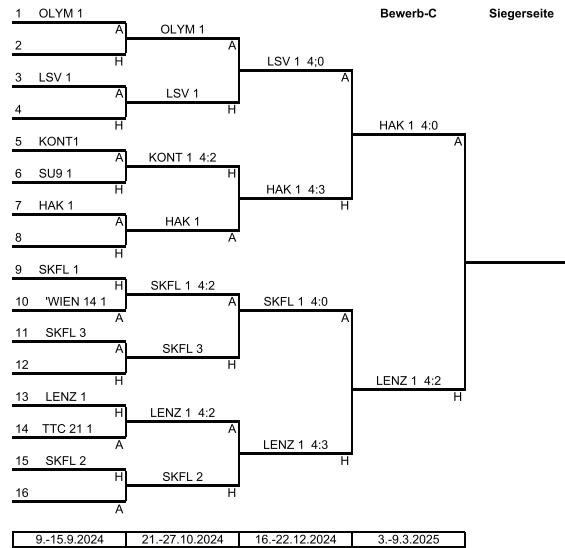 Bewerb-C Siegerseite
1 OLYM 1
A OLYM 1
2 A
H LSV 1 4;0
3 LSV 1 A
A LSV 1
4 H
H HAK 1 4:0
5 KONT1 A
A KONT 1 4:2
6 SU9 1 H
H HAK 1 4:3
7 HAK 1 H
A HAK 1
8 A
H
9 SKFL 1
H SKFL 1 4:2
10 'WIEN 14 1 A
A SKFL 1 4:0
11 SKFL 3 A
A SKFL 3
12 H
H LENZ 1 4:2
13 LENZ 1 H
H LENZ 1 4:2
14 TTC 21 1 A
A LENZ 1 4:3
15 SKFL 2 H
H SKFL 2
16 H
A
9.-15.9.2024 21.-27.10.2024 16.-22.12.2024 3.-9.3.2025